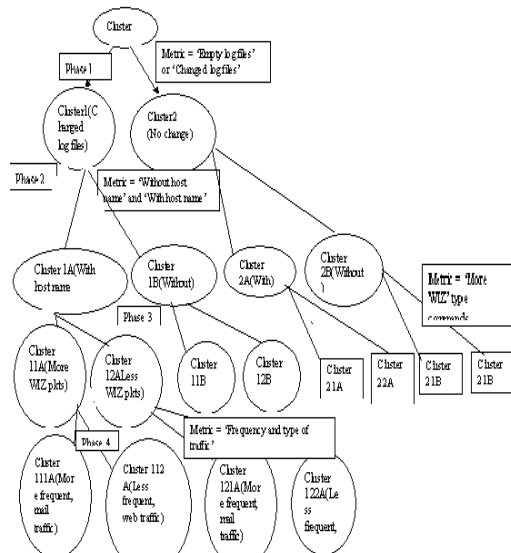 Cluster
Metric = 'Empty log files'
or 'Changed log files'
Phase 1
Cluster1(C
hanged
log files)
Cluster2
(No change)
Phase 2
Metric = 'Without host
name' and 'With host name'
Cluster 1A(With
host name
Cluster
1B(Without)
Cluster
2A(With)
Cluster
2B(Without
)
Metric = 'More
WIZ' type
commands
Phase 3
Cluster
11A(More
WIZ pkts)
Cluster
12ALess
WIZ pkts)
Cluster
11B
Cluster
12B
Cluster
21A
Cluster
22A
Cluster
21B
Cluster
21B
Phase 4
Metric = 'Frequency and type of
traffic'
Cluster
111A(Mor
e frequent,
mail
traffic)
Cluster 112
A(Less
frequent,
web traffic)
Cluster
121A(Mor
e frequent,
mail
traffic)
Cluster
122A(Le
ss
frequent,